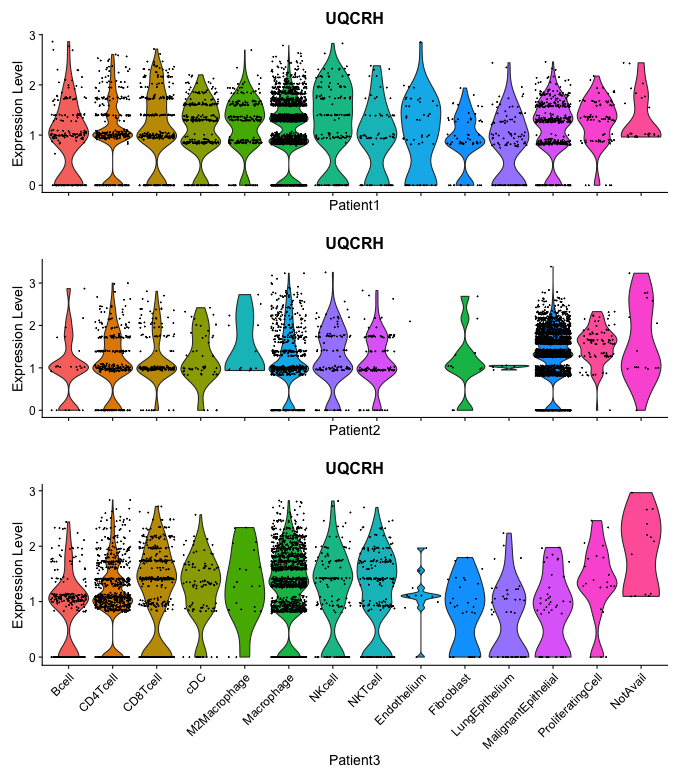 UQCRH
Expression Level
3
2
1
0
Patient1
UQCRH
Expression Level
3
2
1
0
Patient2
UQCRH
Expression Level
3
2
1
0
Bcell
CD4Tcell
CD8Tcell
cDC
M2Macrophage
Macrophage
NKcell
NKTcell
Endothelium
Fibroblast
LungEpithelium
MalignantEpithelial
ProliferatingCell
NotAvail
Patient3